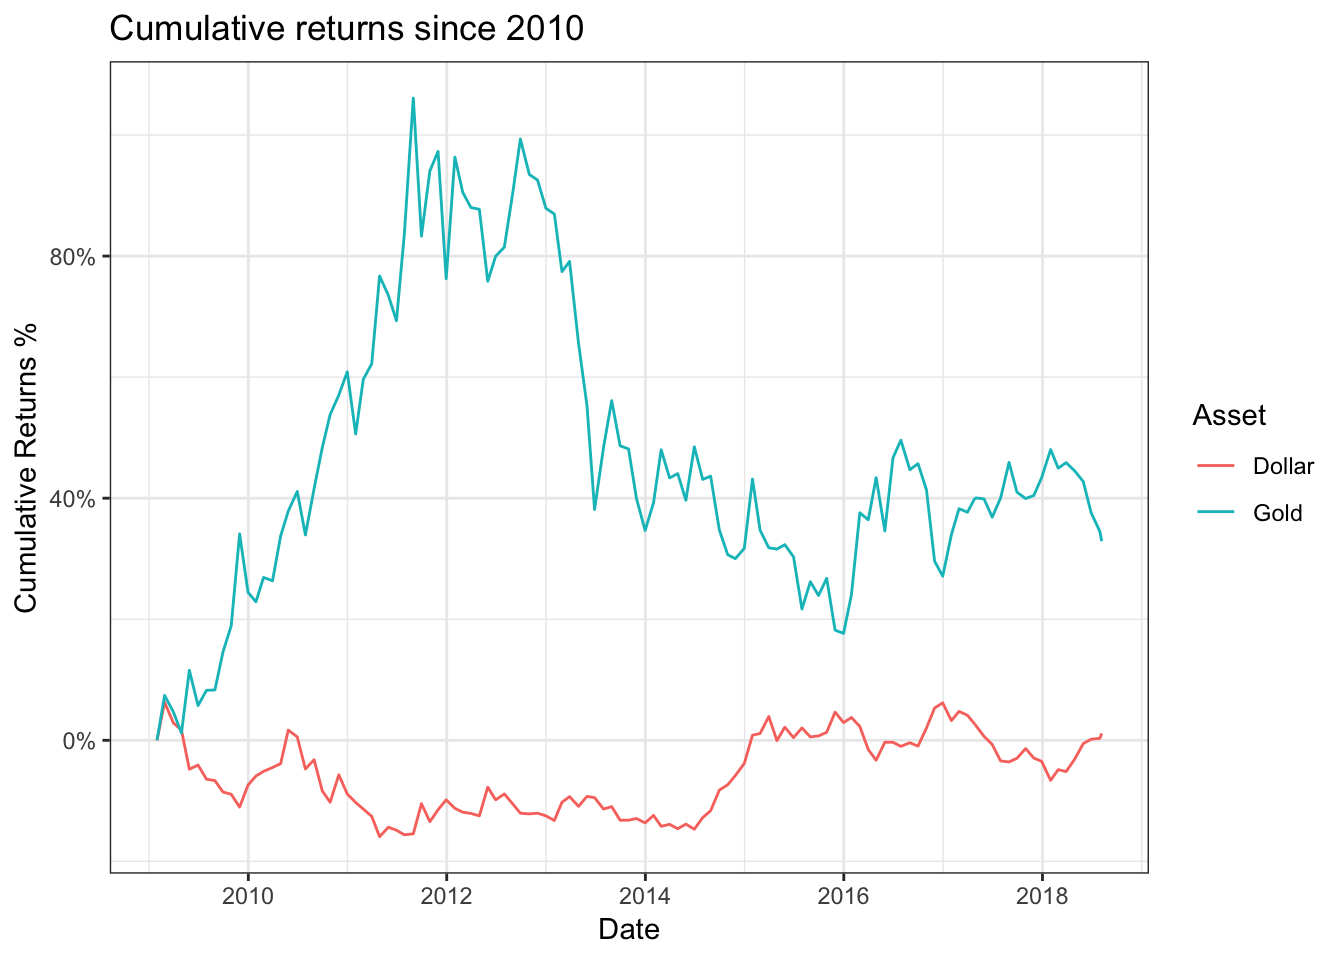 Cumulative returns since 2010
Cumulative Returns %
80%
40%
0%
2010 2012 2014 2016 2018
Date
Asset
Dollar
Gold